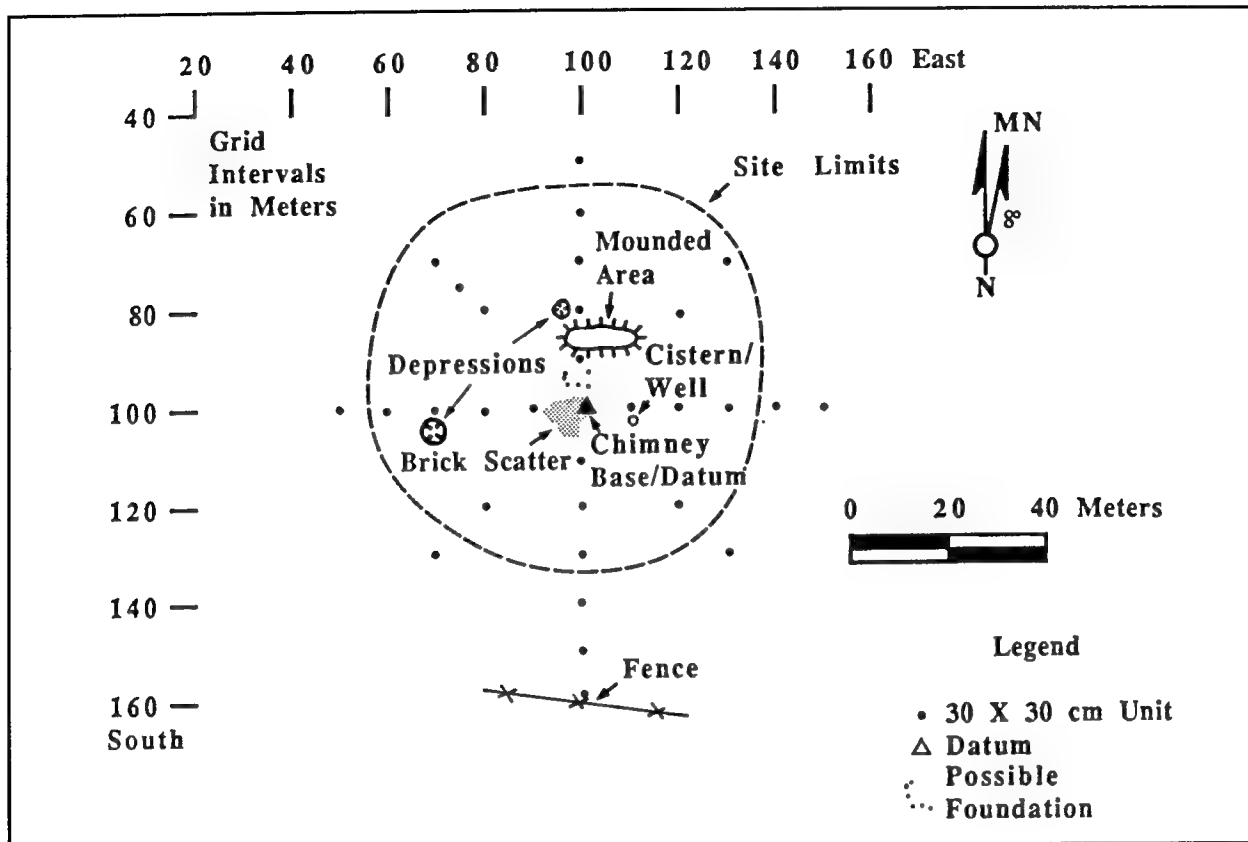 20 40 60 80 100 120 140 160 East
40
60
80
100
120
140
160
South
Grid
Intervals
in Meters
Site Limits
MN
8°
N
Mounded
Area
Depressions
Cistern/
Well
Brick Scatter
Chimney
Base/Datum
0 20 40 Meters
Fence
Legend
30 X 30 cm Unit
Datum
Possible
Foundation